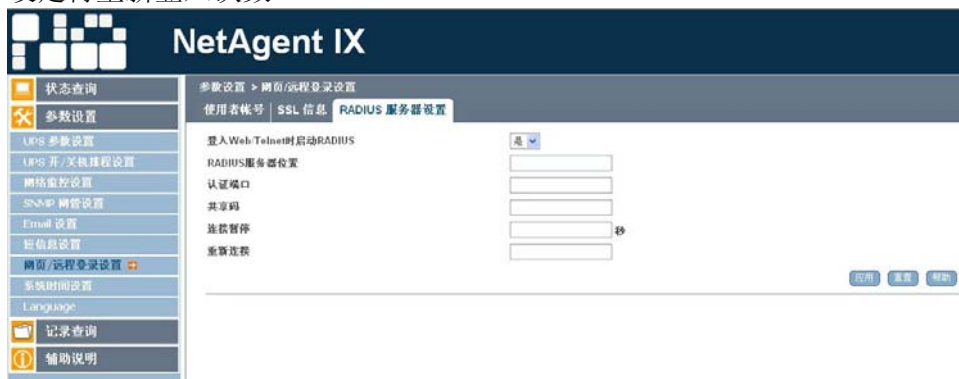 NetAgent IX
状态查询
参数设置
UPS 参数设置
UPS 开/关机排程设置
网络监控设置
SNMP 网管设置
Email 设置
短信息设置
网页/远程登录设置
系统时间设置
Language
记录查询
辅助说明
参数设置 > 网页/远程登录设置
使用者帐号 | SSL 信息 RADIUS 服务器设置
登入Web/Telnet时启动RADIUS 是
RADIUS服务器位置
认证端口
共享码
连接暂停 秒
重新连接
应用 重置 帮助